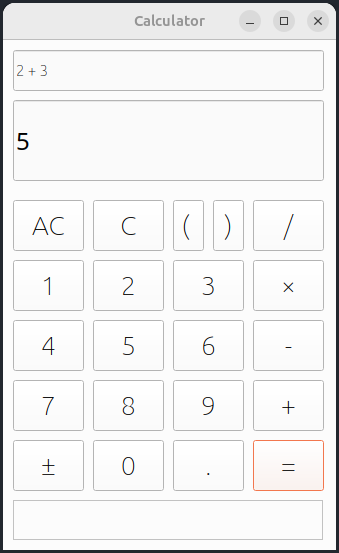 Calculator
2 + 3
5
AC C ( ) /
1 2 3 ×
4 5 6 -
7 8 9 +
± 0 . =